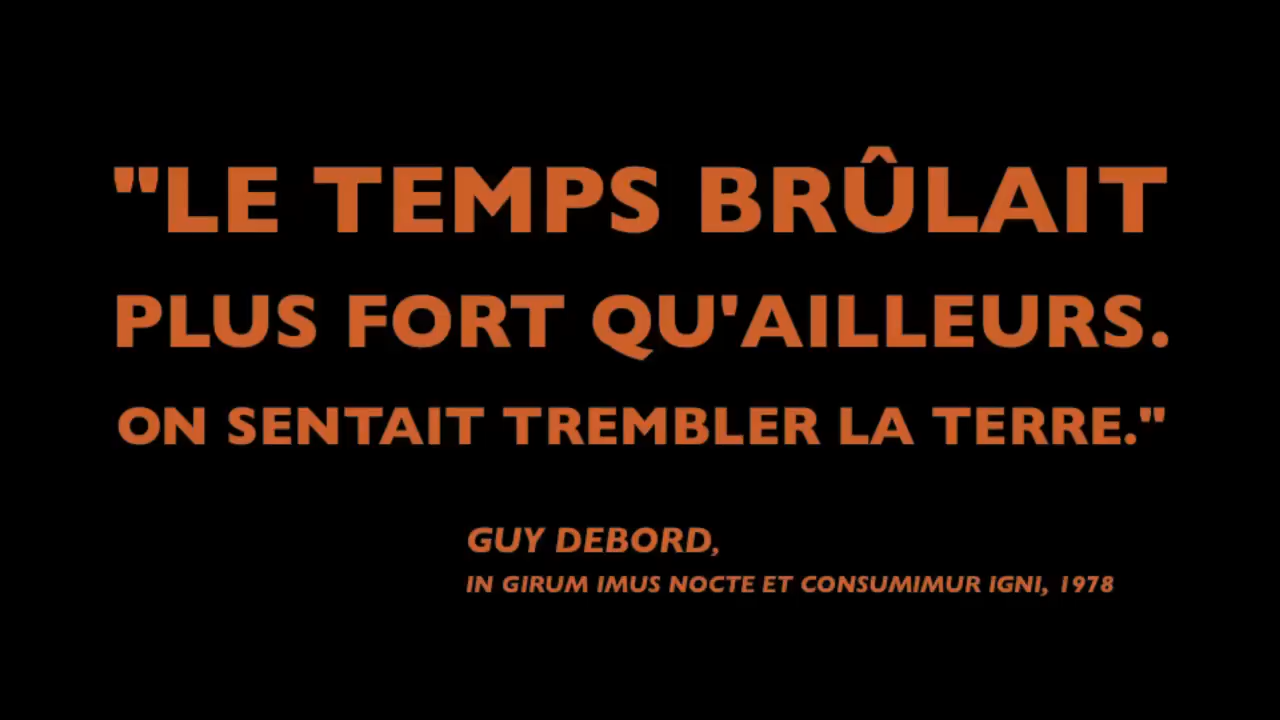 "LE TEMPS BRÛLAIT
PLUS FORT QU'AILLEURS.
ON SENTAIT TREMBLER LA TERRE."
GUY DEBORD,
IN GIRUM IMUS NOCTE ET CONSUMIMUR IGNI, 1978